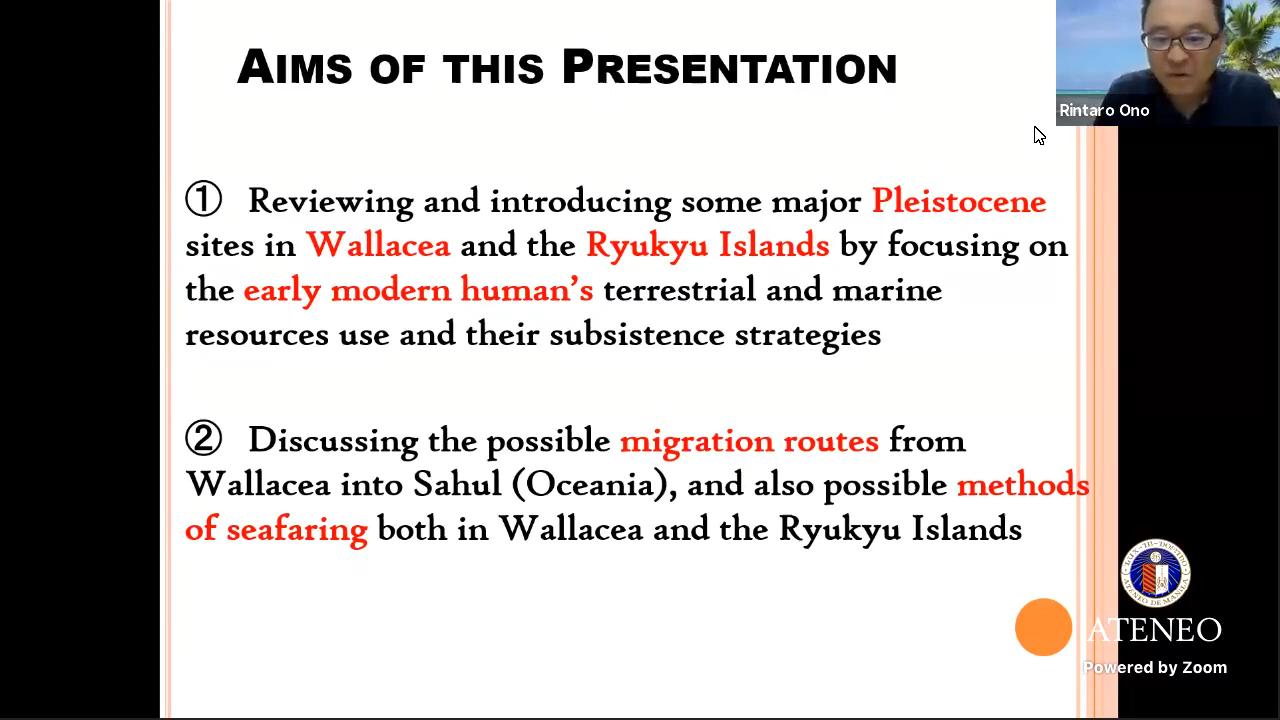 AIMS OF THIS PRESENTATION
Rintaro Ono
① Reviewing and introducing some major Pleistocene
sites in Wallacea and the Ryukyu Islands by focusing on
the early modern human’s terrestrial and marine
resources use and their subsistence strategies
② Discussing the possible migration routes from
Wallacea into Sahul (Oceania), and also possible methods
of seafaring both in Wallacea and the Ryukyu Islands
ATENEO
Powered by Zoom